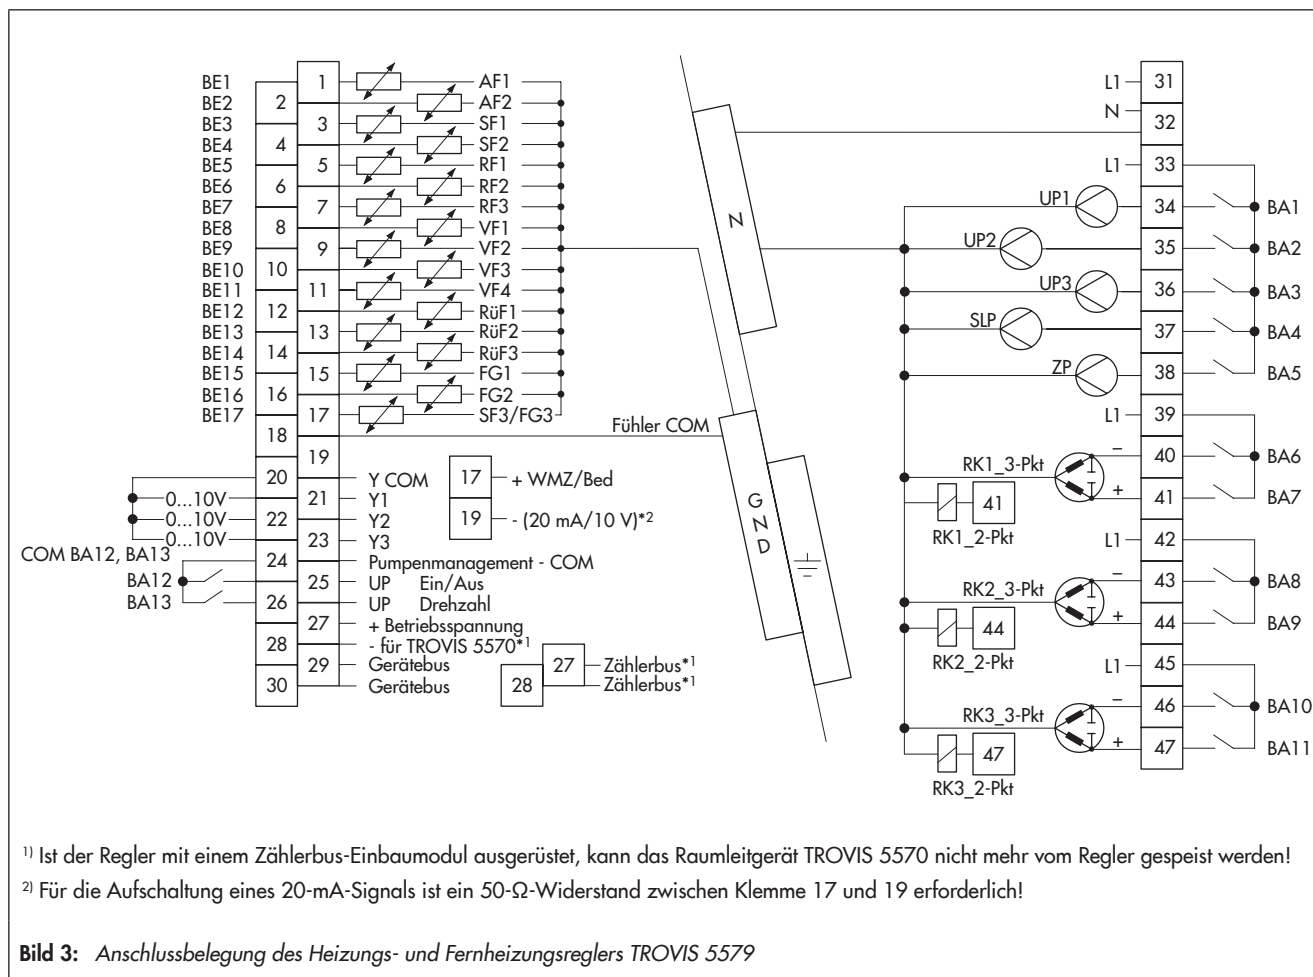 BE1 1 AF1
BE2 2 AF2
BE3 3 SF1
BE4 4 SF2
BE5 5 RF1
BE6 6 RF2
BE7 7 RF3
BE8 8 VF1
BE9 9 VF2
BE10 10 VF3
BE11 11 VF4
BE12 12 RüF1
BE13 13 RüF2
BE14 14 RüF3
BE15 15 FG1
BE16 16 FG2
BE17 17 SF3/FG3
18 Fühler COM
19
20 Y COM
0...10V 21 Y1
0...10V 22 Y2
0...10V 23 Y3
COM BA12, BA13 24 Pumpenmanagement - COM
BA12 25 UP Ein/Aus
BA13 26 UP Drehzahl
27 + Betriebsspannung
28 - für TROVIS 5570*1
29 Gerätebus
30 Gerätebus
17 + WMZ/Bed
19 - (20 mA/10 V)*2
27 Zählerbus*1
28 Zählerbus*1
N
GND
L1 31
N 32
L1 33
UP1 34 BA1
UP2 35 BA2
UP3 36 BA3
SLP 37 BA4
ZP 38 BA5
L1 39
RK1_3-Pkt − 40 BA6
41 + 41 BA7
RK1_2-Pkt
L1 42
RK2_3-Pkt − 43 BA8
44 + 44 BA9
RK2_2-Pkt
L1 45
RK3_3-Pkt − 46 BA10
47 + 47 BA11
RK3_2-Pkt
1) Ist der Regler mit einem Zählerbus-Einbaumodul ausgerüstet, kann das Raumleitgerät TROVIS 5570 nicht mehr vom Regler gespeist werden!
2) Für die Aufschaltung eines 20-mA-Signals ist ein 50-Ω-Widerstand zwischen Klemme 17 und 19 erforderlich!
Bild 3: Anschlussbelegung des Heizungs- und Fernheizungsreglers TROVIS 5579